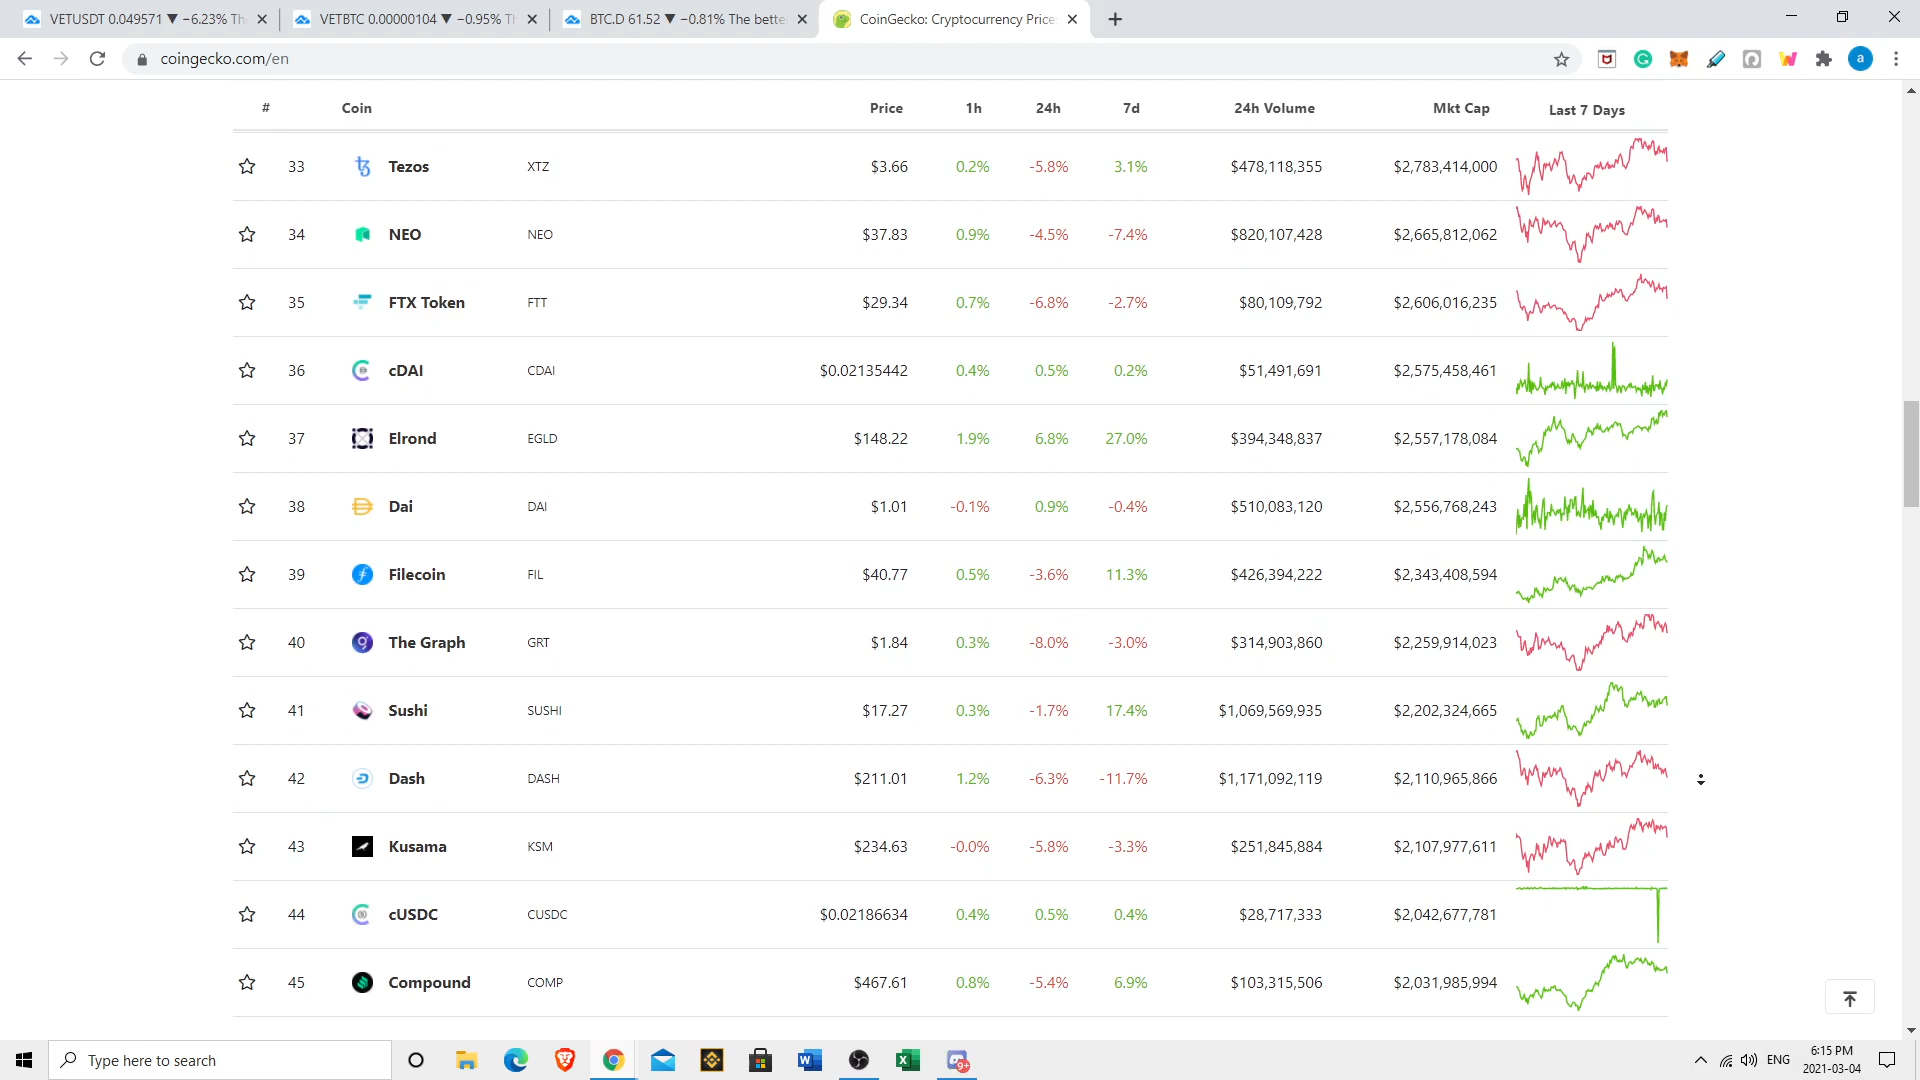 VETUSDT 0.049571 ▼ −6.23% Th
VETBTC 0.00000104 ▼ −0.95% Th
BTC.D 61.52 ▼ −0.81% The bette
CoinGecko: Cryptocurrency Price
coingecko.com/en
a
# Coin Price 1h 24h 7d 24h Volume Mkt Cap Last 7 Days
33 Tezos XTZ $3.66 0.2% -5.8% 3.1% $478,118,355 $2,783,414,000
34 NEO NEO $37.83 0.9% -4.5% -7.4% $820,107,428 $2,665,812,062
35 FTX Token FTT $29.34 0.7% -6.8% -2.7% $80,109,792 $2,606,016,235
36 cDAI CDAI $0.02135442 0.4% 0.5% 0.2% $51,491,691 $2,575,458,461
37 Elrond EGLD $148.22 1.9% 6.8% 27.0% $394,348,837 $2,557,178,084
38 Dai DAI $1.01 -0.1% 0.9% -0.4% $510,083,120 $2,556,768,243
39 Filecoin FIL $40.77 0.5% -3.6% 11.3% $426,394,222 $2,343,408,594
40 The Graph GRT $1.84 0.3% -8.0% -3.0% $314,903,860 $2,259,914,023
41 Sushi SUSHI $17.27 0.3% -1.7% 17.4% $1,069,569,935 $2,202,324,665
42 Dash DASH $211.01 1.2% -6.3% -11.7% $1,171,092,119 $2,110,965,866
43 Kusama KSM $234.63 -0.0% -5.8% -3.3% $251,845,884 $2,107,977,611
44 cUSDC CUSDC $0.02186634 0.4% 0.5% 0.4% $28,717,333 $2,042,677,781
45 Compound COMP $467.61 0.8% -5.4% 6.9% $103,315,506 $2,031,985,994
Type here to search
9+
ENG
6:15 PM
2021-03-04